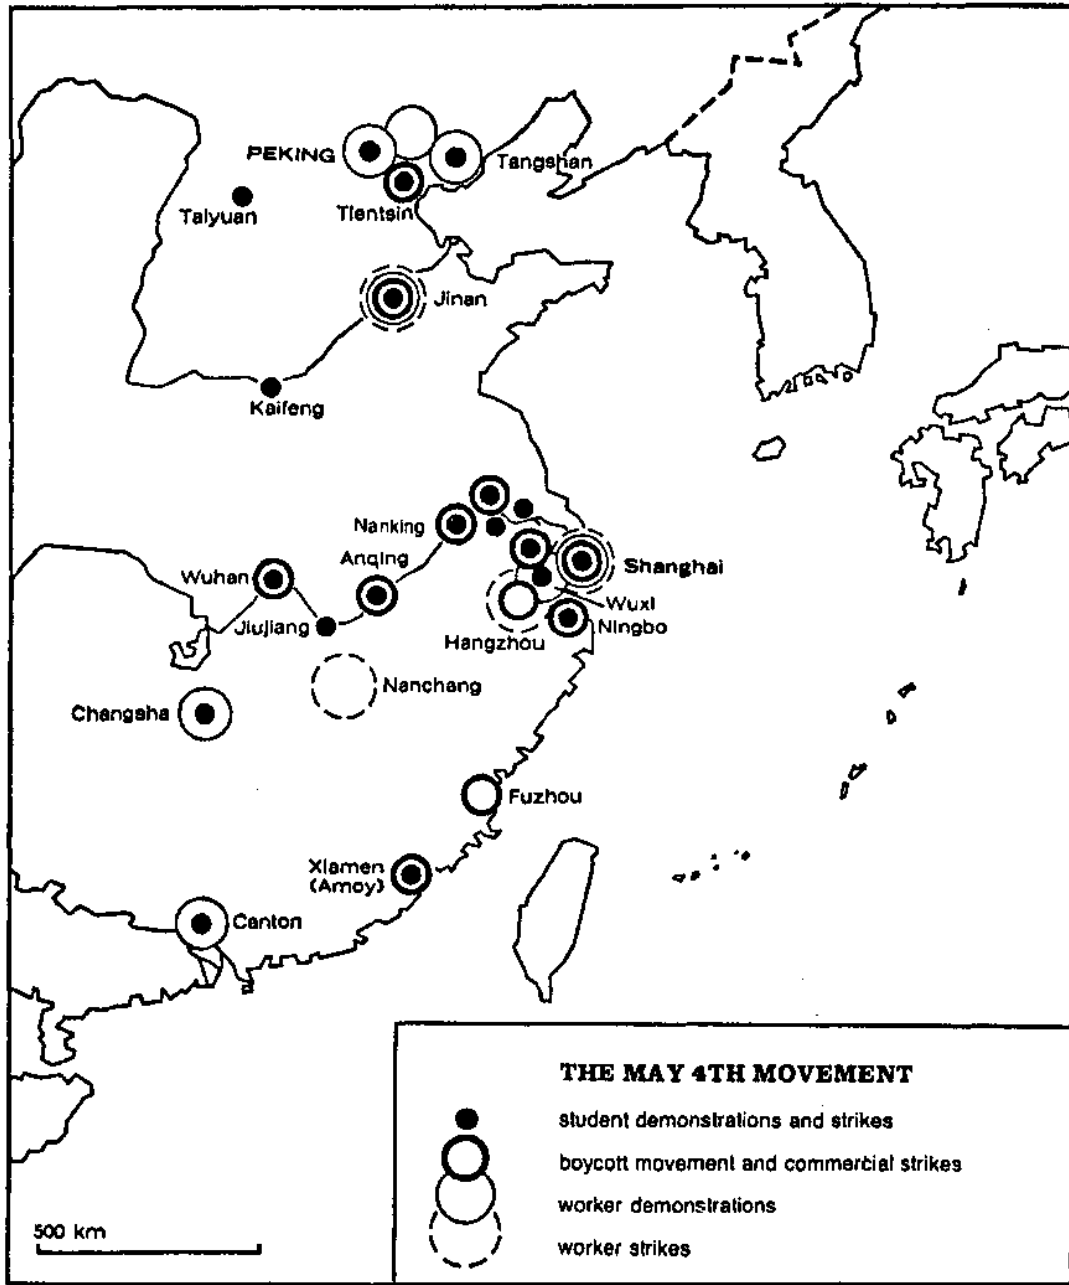 PEKING
Tangshan
Taiyuan
Tientsin
Jinan
Kaifeng
Nanking
Anqing
Wuhan
Shanghai
Wuxi
Jiujiang
Ningbo
Hangzhou
Nanchang
Changsha
Fuzhou
Xiamen
(Amoy)
Canton
THE MAY 4TH MOVEMENT
student demonstrations and strikes
boycott movement and commercial strikes
worker demonstrations
worker strikes
500 km